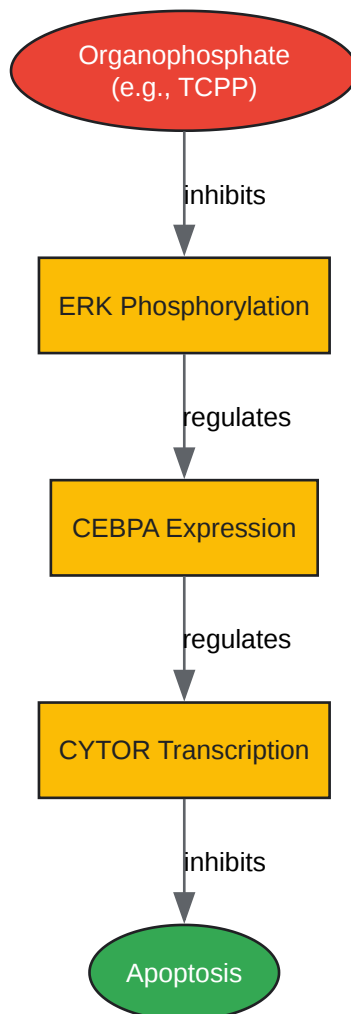 Organophosphate
(e.g., TCPP)
inhibits
ERK Phosphorylation
regulates
CEBPA Expression
regulates
CYTOR Transcription
inhibits
Apoptosis